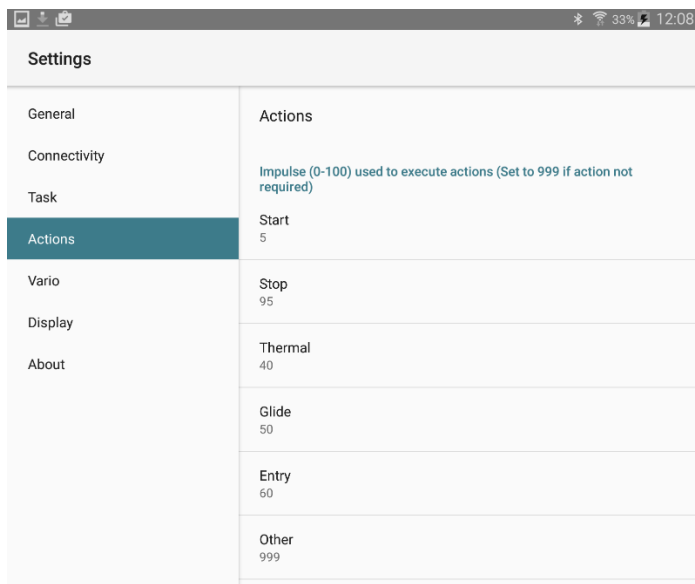 33% 12:08
Settings
General
Connectivity
Task
Actions
Vario
Display
About
Actions
Impulse (0-100) used to execute actions (Set to 999 if action not
required)
Start
5
Stop
95
Thermal
40
Glide
50
Entry
60
Other
999